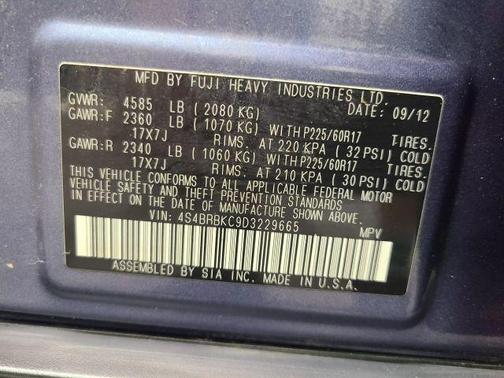 MFD BY FUJI HEAVY INDUSTRIES LTD.
GVWR: 4585 LB (2080 KG) DATE: 09/12
GAWR:F 2360 LB (1070 KG) WITH P225/60R17 TIRES.
17X7J RIMS. AT 220 KPA (32 PSI) COLD
GAWR:R 2340 LB (1060 KG) WITH P225/60R17 TIRES.
17X7J RIMS. AT 210 KPA (30 PSI) COLD
THIS VEHICLE CONFORMS TO ALL APPLICABLE FEDERAL MOTOR
VEHICLE SAFETY AND THEFT PREVENTION STANDARDS
IN EFFECT ON THE DATE OF MANUFACTURE SHOWN ABOVE.
VIN: 4S4BRBKC9D3229665
ASSEMBLED BY SIA INC. MADE IN U.S.A.